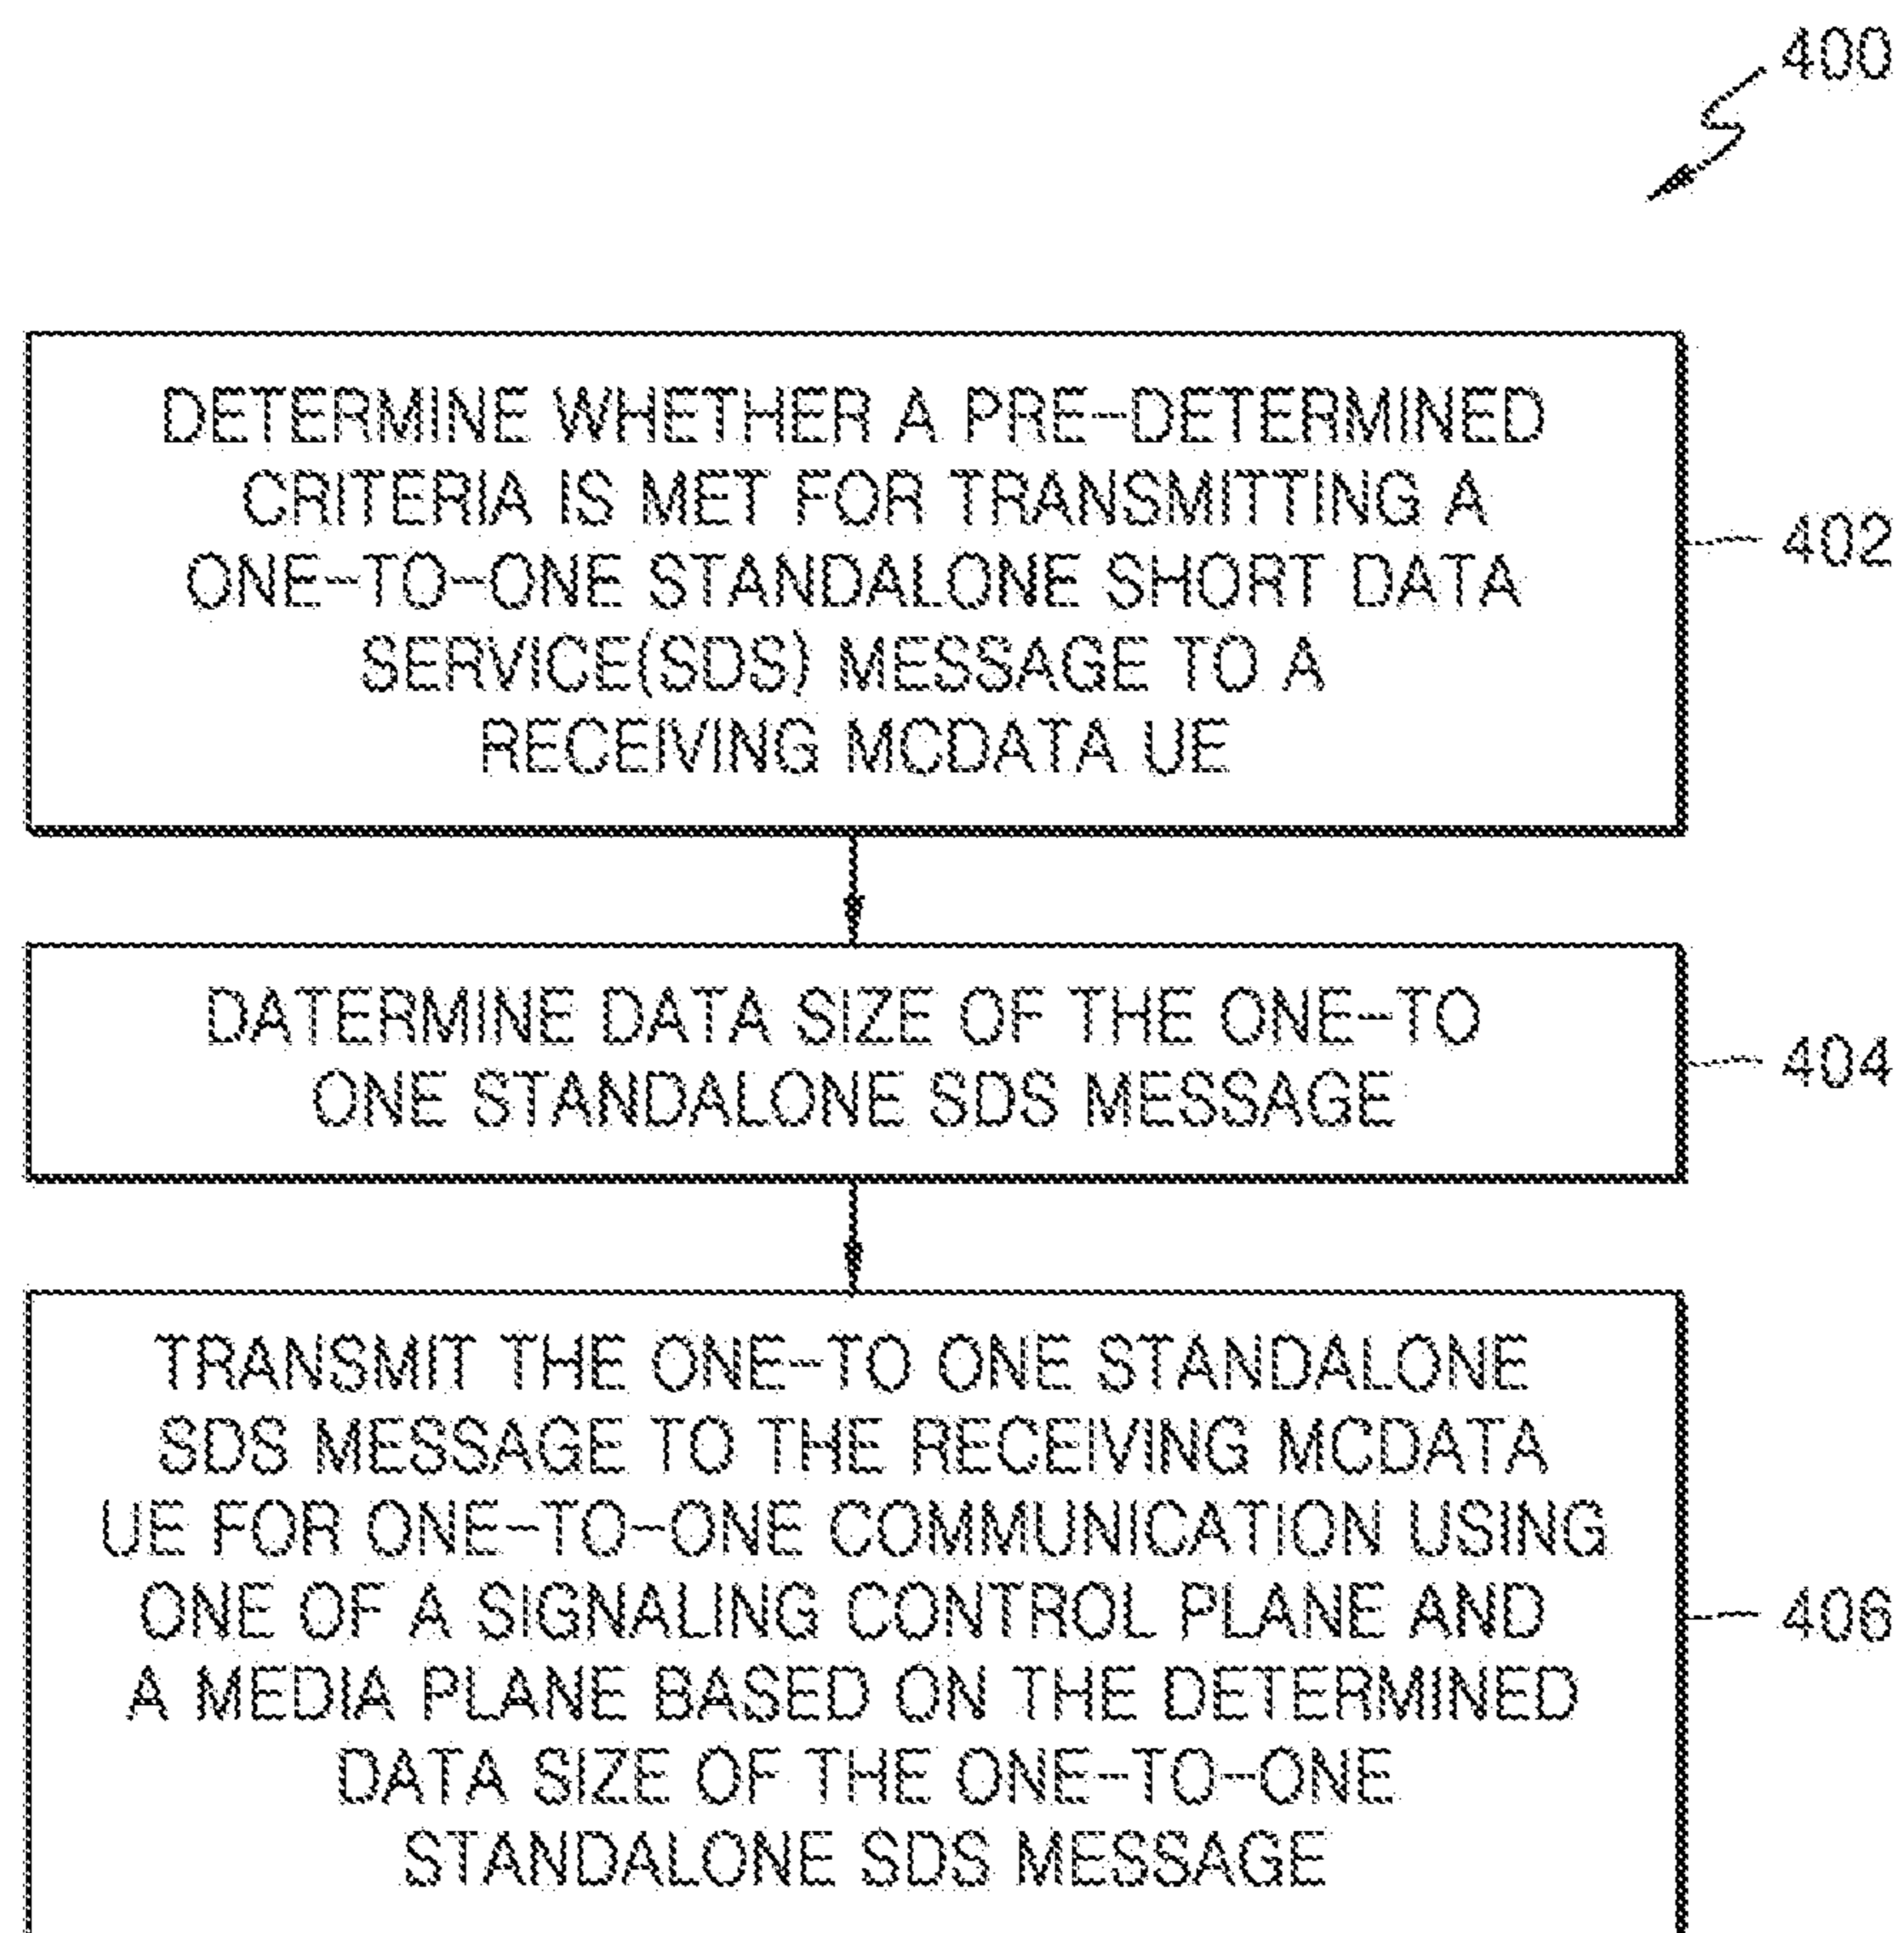 400
DETERMINE WHETHER A PRE-DETERMINED
CRITERIA IS MET FOR TRANSMITTING A
ONE-TO-ONE STANDALONE SHORT DATA
SERVICE(SDS) MESSAGE TO A
RECEIVING MCDATA UE
402
DATERMINE DATA SIZE OF THE ONE-TO
ONE STANDALONE SDS MESSAGE
404
TRANSMIT THE ONE-TO ONE STANDALONE
SDS MESSAGE TO THE RECEIVING MCDATA
UE FOR ONE-TO-ONE COMMUNICATION USING
ONE OF A SIGNALING CONTROL PLANE AND
A MEDIA PLANE BASED ON THE DETERMINED
DATA SIZE OF THE ONE-TO-ONE
STANDALONE SDS MESSAGE
406